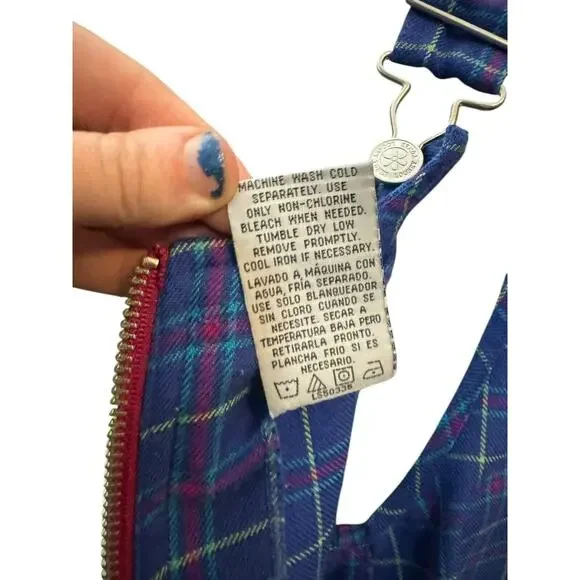 MACHINE WASH COLD
SEPARATELY. USE
ONLY NON-CHLORINE
BLEACH WHEN NEEDED.
TUMBLE DRY LOW
REMOVE PROMPTLY.
COOL IRON IF NECESSARY.
LAVADO A, MÁQUINA CON
AGUA, FRÍA SEPARADO.
USE SOLO BLANQUEADOR
SIN CLORO CUANDO SE
NECESITE. SECAR A
TEMPERATURA BAJA PERO
RETIRARLA PRONTO.
PLANCHA FRIO SI ES
NECESARIO.
LS50336